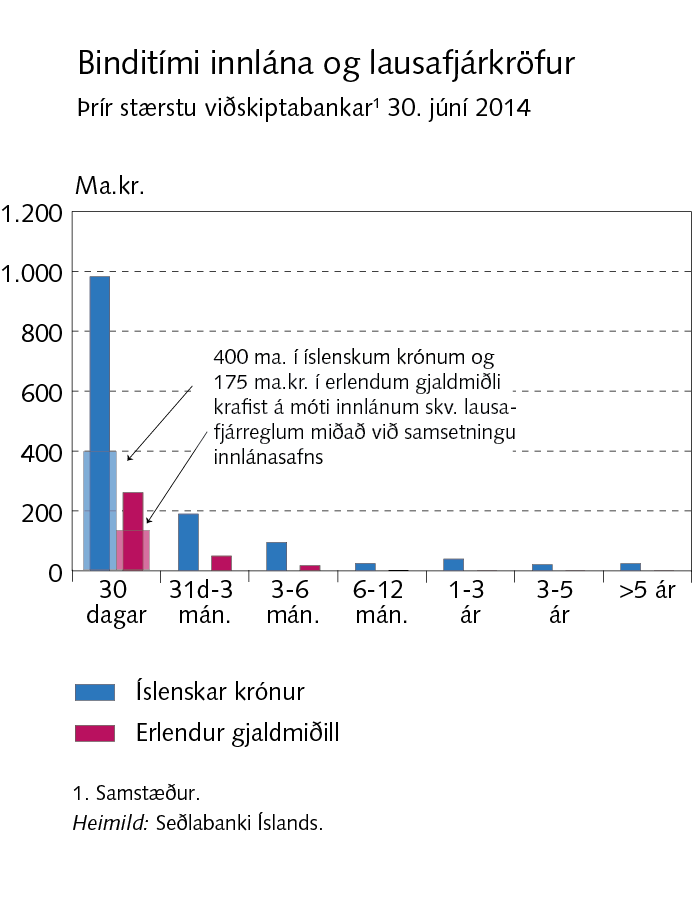 Binditími innlána og lausafjárkröfur
Þrír stærstu viðskiptabankar¹ 30. júní 2014
Ma.kr.
1.200
1.000
800
600
400
200
0
400 ma. í íslenskum krónum og
175 ma.kr. í erlendum gjaldmiðli
krafist á móti innlánum skv. lausa-
fjárreglum miðað við samsetningu
innlánasafns
30 31d-3 3-6 6-12 1-3 3-5 >5 ár
dagar mán. mán. mán. ár ár
Íslenskar krónur
Erlendur gjaldmiðill
1. Samstæður.
Heimild: Seðlabanki Íslands.